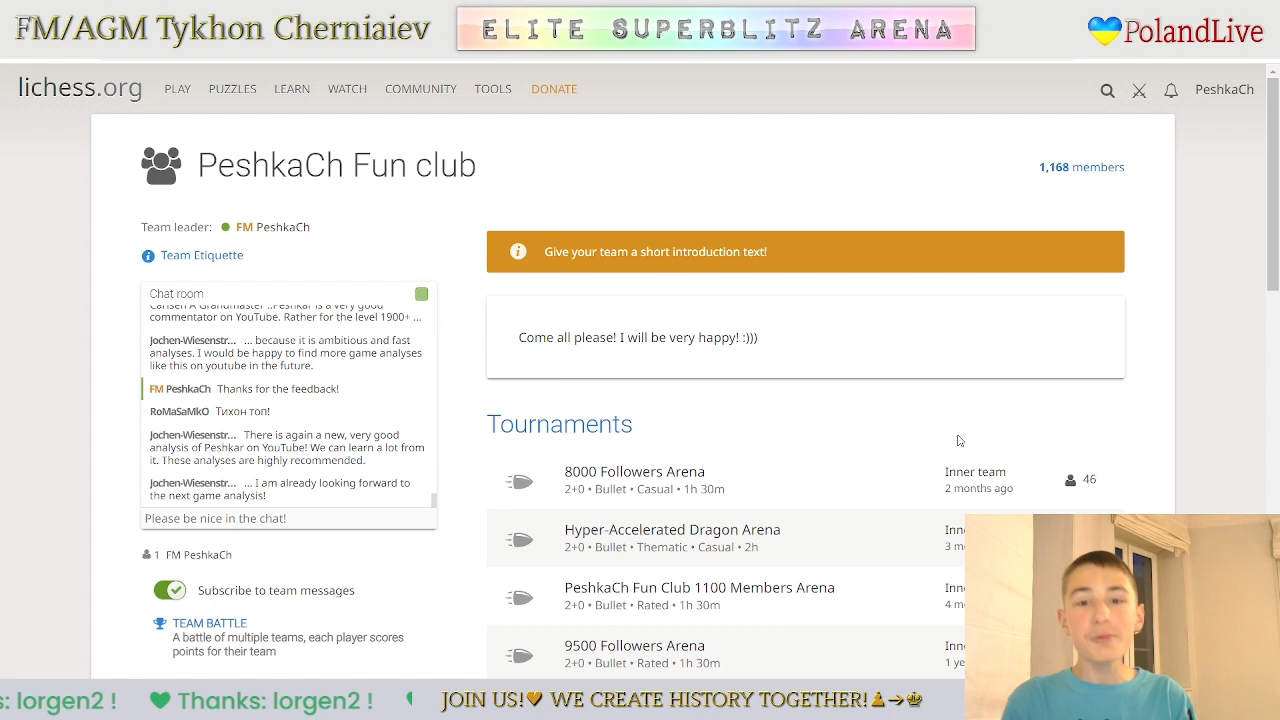 FM/AGM Tykhon Cherniaiev
ELITE SUPERBLITZ ARENA
PolandLive
lichess.org
PLAY PUZZLES LEARN WATCH COMMUNITY TOOLS DONATE
PeshkaCh
PeshkaCh Fun club
1,168 members
Team leader: FM PeshkaCh
Team Etiquette
Give your team a short introduction text!
Come all please! I will be very happy! :)))
Chat room
commentator on YouTube. Rather for the level 1900+ ...
Jochen-Wiesenstr... ... because it is ambitious and fast
analyses. I would be happy to find more game analyses
like this on youtube in the future.
FM PeshkaCh Thanks for the feedback!
RoMaSaMkO Тихон топ!
Jochen-Wiesenstr... There is again a new, very good
analysis of Peshkar on YouTube! We can learn a lot from
it. These analyses are highly recommended.
Jochen-Wiesenstr... ... I am already looking forward to
the next game analysis!
Please be nice in the chat!
1 FM PeshkaCh
Subscribe to team messages
TEAM BATTLE
A battle of multiple teams, each player scores
points for their team
Tournaments
8000 Followers Arena
2+0 • Bullet • Casual • 1h 30m
Inner team
2 months ago
46
Hyper-Accelerated Dragon Arena
2+0 • Bullet • Thematic • Casual • 2h
Inn
3 m
PeshkaCh Fun Club 1100 Members Arena
2+0 • Bullet • Rated • 1h 30m
Inn
4 m
9500 Followers Arena
2+0 • Bullet • Rated • 1h 30m
Inn
1 ye
s: lorgen2 ! Thanks: lorgen2 !
JOIN US!🧡 WE CREATE HISTORY TOGETHER!♟→♚